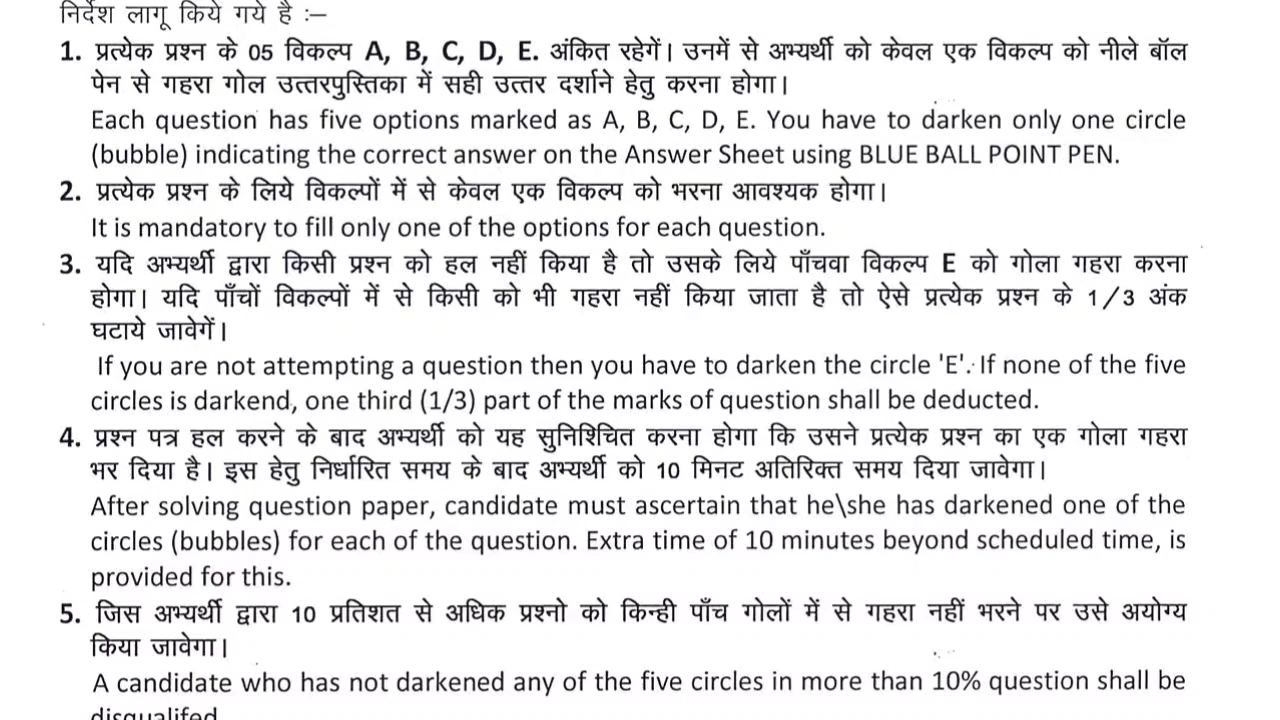 निर्देश लागू किये गये है :–
1. प्रत्येक प्रश्न के 05 विकल्प A, B, C, D, E. अंकित रहेगें। उनमें से अभ्यर्थी को केवल एक विकल्प को नीले बॉल
पेन से गहरा गोल उत्तरपुस्तिका में सही उत्तर दर्शाने हेतु करना होगा।
Each question has five options marked as A, B, C, D, E. You have to darken only one circle
(bubble) indicating the correct answer on the Answer Sheet using BLUE BALL POINT PEN.
2. प्रत्येक प्रश्न के लिये विकल्पों में से केवल एक विकल्प को भरना आवश्यक होगा।
It is mandatory to fill only one of the options for each question.
3. यदि अभ्यर्थी द्वारा किसी प्रश्न को हल नहीं किया है तो उसके लिये पाँचवा विकल्प E को गोला गहरा करना
होगा। यदि पाँचों विकल्पों में से किसी को भी गहरा नहीं किया जाता है तो ऐसे प्रत्येक प्रश्न के 1/3 अंक
घटाये जावेगें।
If you are not attempting a question then you have to darken the circle 'E'. If none of the five
circles is darkend, one third (1/3) part of the marks of question shall be deducted.
4. प्रश्न पत्र हल करने के बाद अभ्यर्थी को यह सुनिश्चित करना होगा कि उसने प्रत्येक प्रश्न का एक गोला गहरा
भर दिया है। इस हेतु निर्धारित समय के बाद अभ्यर्थी को 10 मिनट अतिरिक्त समय दिया जावेगा।
After solving question paper, candidate must ascertain that he\she has darkened one of the
circles (bubbles) for each of the question. Extra time of 10 minutes beyond scheduled time, is
provided for this.
5. जिस अभ्यर्थी द्वारा 10 प्रतिशत से अधिक प्रश्नो को किन्ही पाँच गोलों में से गहरा नहीं भरने पर उसे अयोग्य
किया जावेगा।
A candidate who has not darkened any of the five circles in more than 10% question shall be
disqualifed